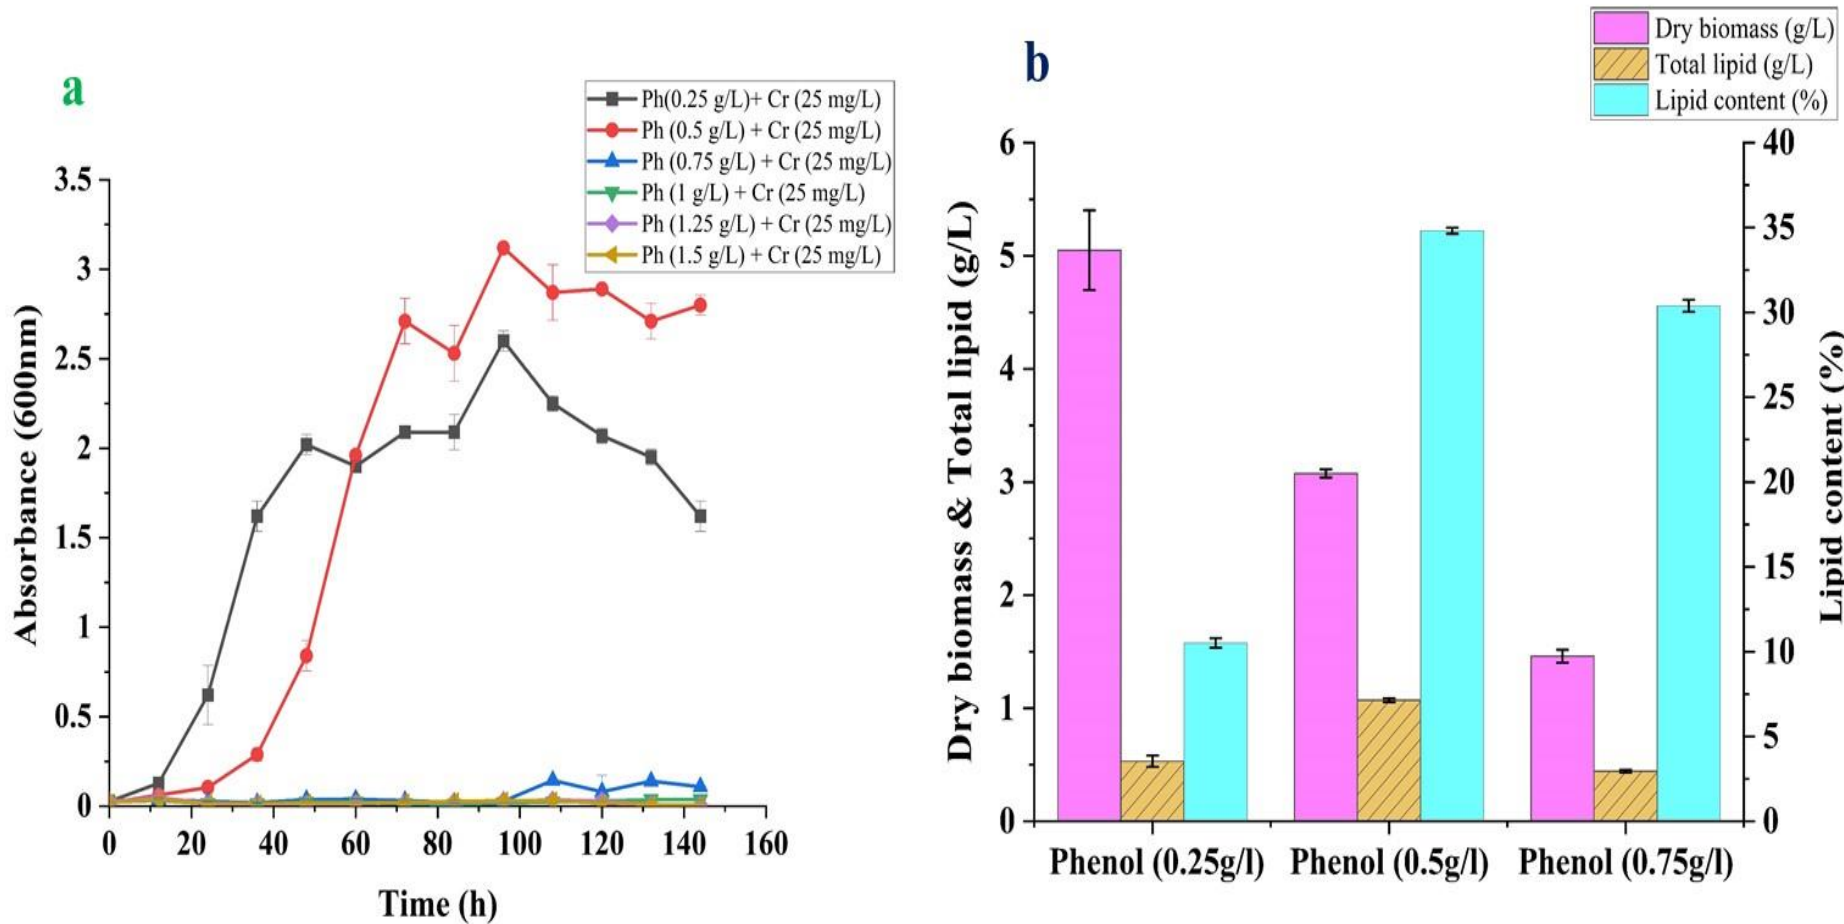 a
Ph(0.25 g/L)+ Cr (25 mg/L)
Ph (0.5 g/L) + Cr (25 mg/L)
Ph (0.75 g/L) + Cr (25 mg/L)
Ph (1 g/L) + Cr (25 mg/L)
Ph (1.25 g/L) + Cr (25 mg/L)
Ph (1.5 g/L) + Cr (25 mg/L)
Absorbance (600nm)
3.5
3
2.5
2
1.5
1
0.5
0
0 20 40 60 80 100 120 140 160
Time (h)
b
Dry biomass (g/L)
Total lipid (g/L)
Lipid content (%)
Dry biomass & Total lipid (g/L)
6
5
4
3
2
1
0
40
35
30
25
20
15
10
5
0
Lipid content (%)
Phenol (0.25g/l) Phenol (0.5g/l) Phenol (0.75g/l)